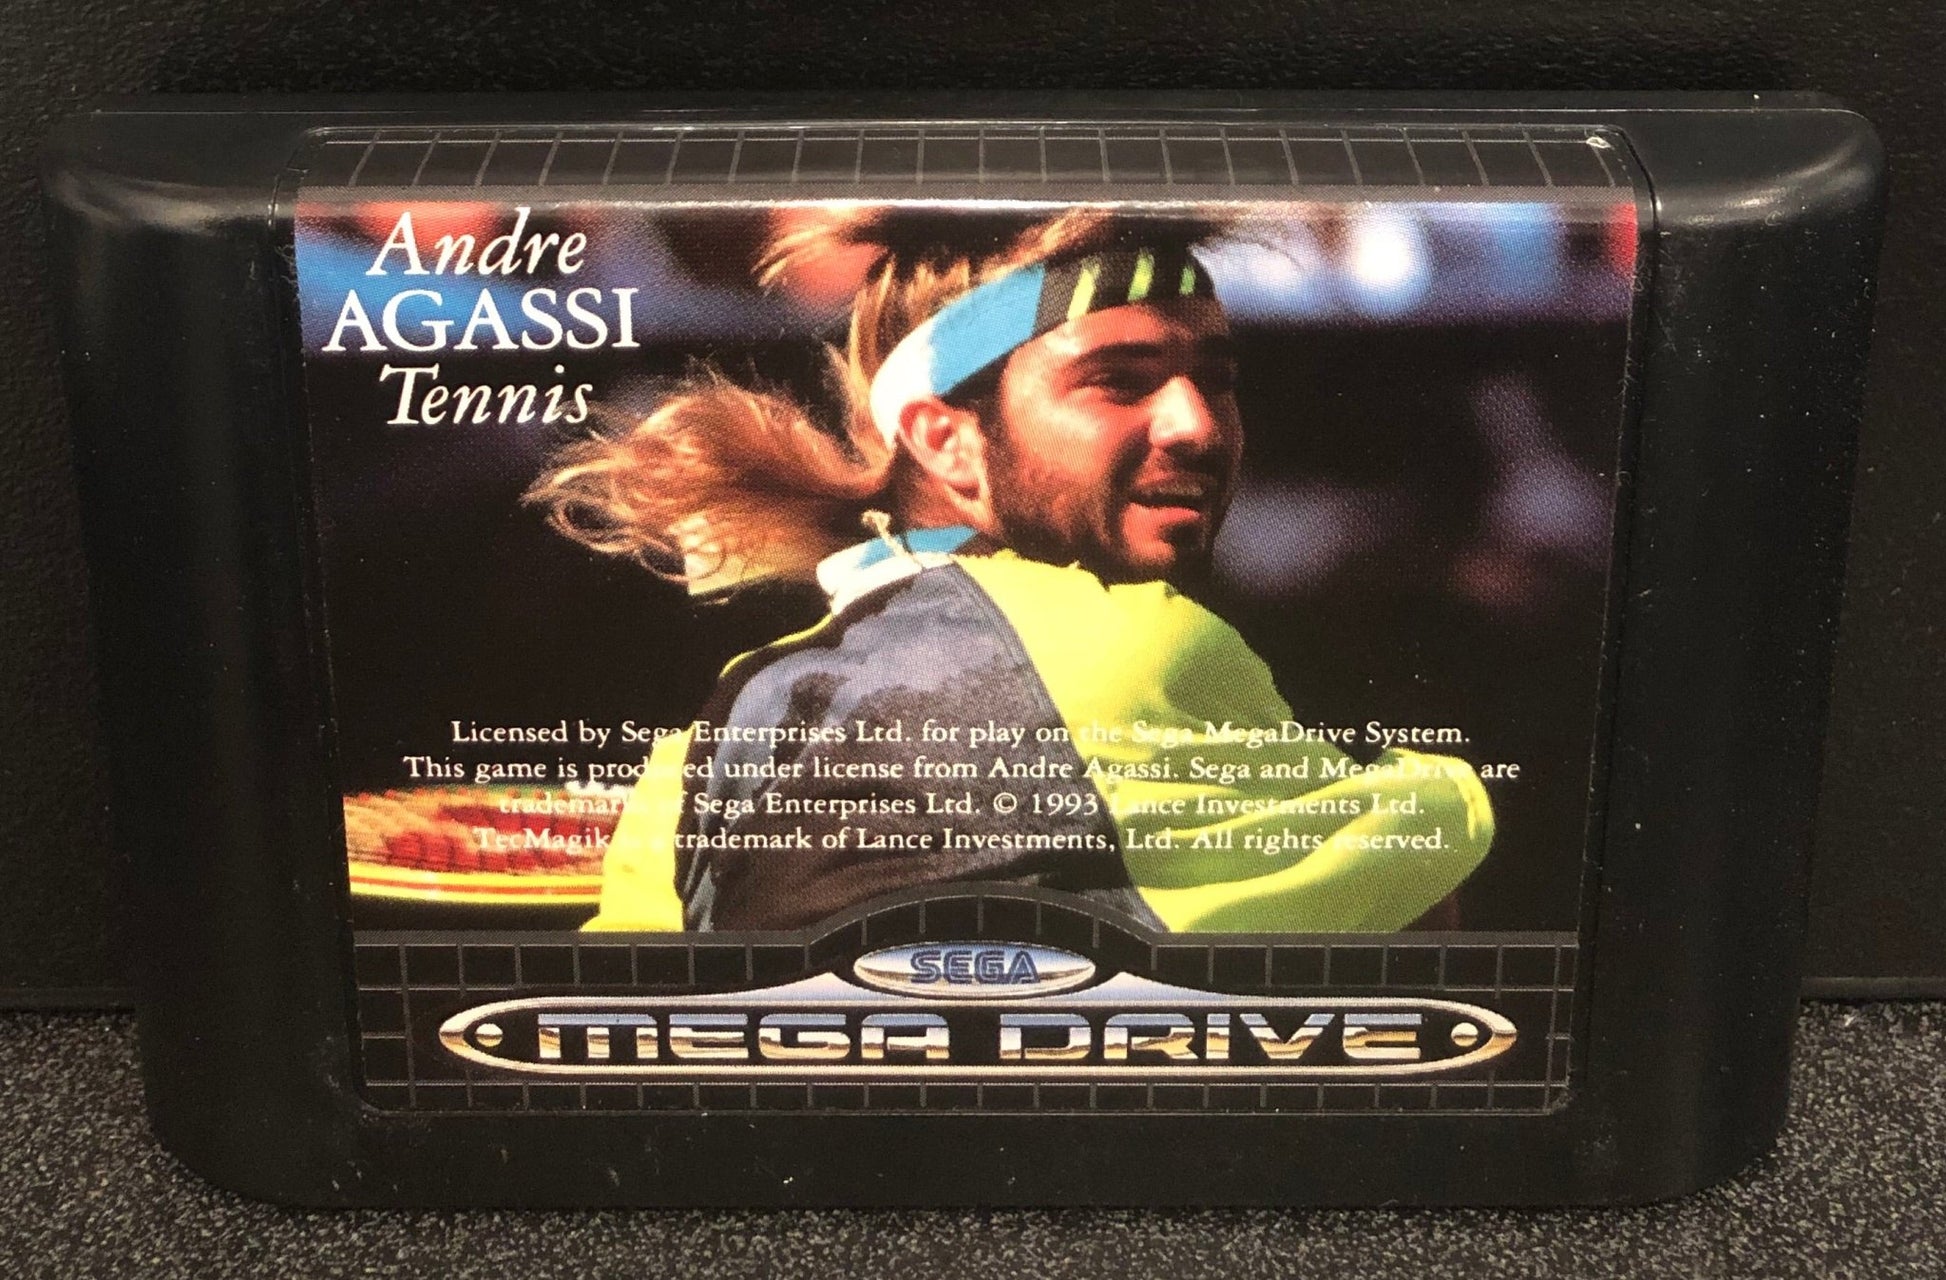 Andre
AGASSI
Tennis
Licensed by Sega Enterprises Ltd. for play on the Sega MegaDrive System.
This game is produced under license from Andre Agassi. Sega and MegaDrive are
trademarks of Sega Enterprises Ltd. © 1993 Lance Investments Ltd.
TecMagik is a trademark of Lance Investments, Ltd. All rights reserved.
SEGA
MEGA DRIVE